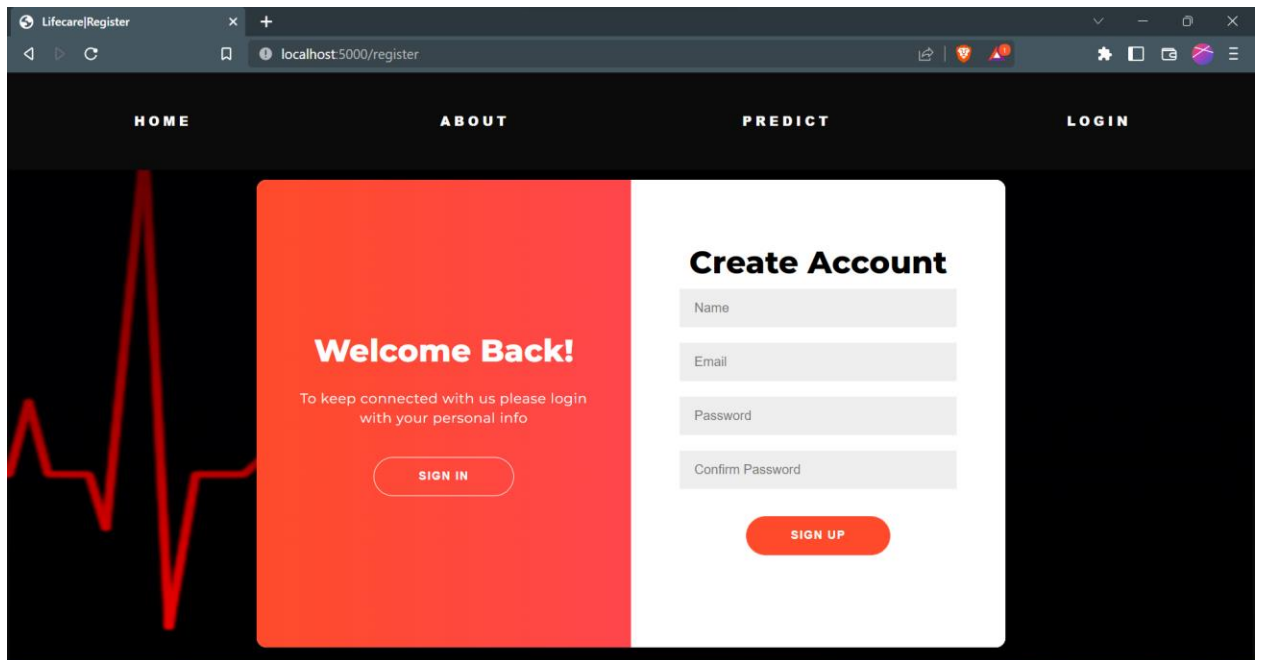 Lifecare|Register
localhost:5000/register
HOME ABOUT PREDICT LOGIN
Welcome Back!
To keep connected with us please login
with your personal info
SIGN IN
Create Account
Name
Email
Password
Confirm Password
SIGN UP